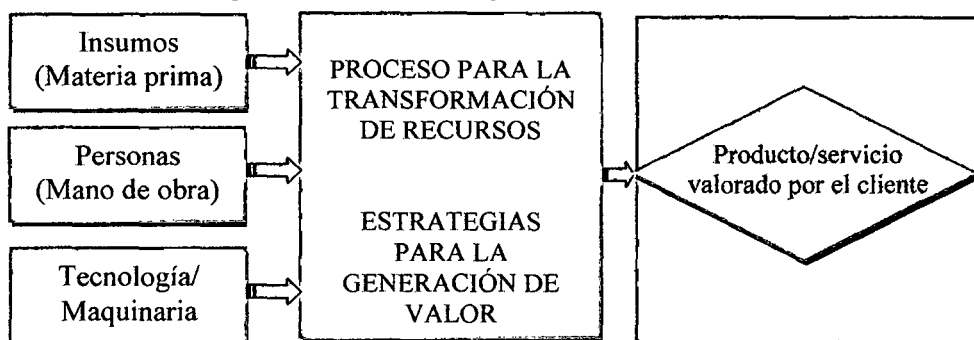 Insumos
(Materia prima)
Personas
(Mano de obra)
Tecnología/
Maquinaria
PROCESO PARA LA
TRANSFORMACIÓN
DE RECURSOS
ESTRATEGIAS
PARA LA
GENERACIÓN DE
VALOR
Producto/servicio
valorado por el cliente